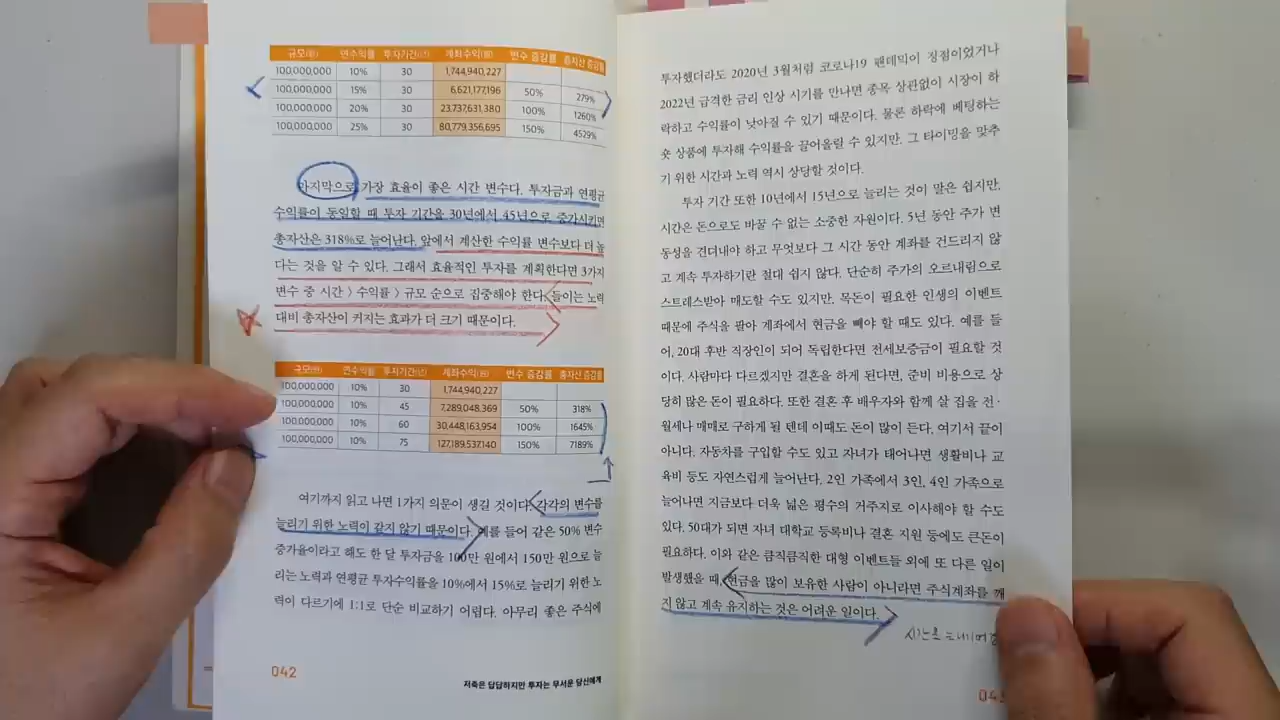 규모(원) 연수익률 투자기간(년) 계좌수익(원) 변수 증감률 총자산 증감률
100,000,000 10% 30 1,744,940,227
100,000,000 15% 30 6,621,177,196 50% 279%
100,000,000 20% 30 23,737,631,380 100% 1260%
100,000,000 25% 30 80,779,356,695 150% 4529%
마지막으로 가장 효율이 좋은 시간 변수다. 투자금과 연평균
수익률이 동일할 때 투자 기간을 30년에서 45년으로 증가시키면
총자산은 318%로 늘어난다. 앞에서 계산한 수익률 변수보다 더 높
다는 것을 알 수 있다. 그래서 효율적인 투자를 계획한다면 3가지
변수 중 시간 > 수익률 > 규모 순으로 집중해야 한다. 들이는 노력
대비 총자산이 커지는 효과가 더 크기 때문이다.
규모(원) 연수익률 투자기간(년) 계좌수익(원) 변수 증감률 총자산 증감률
100,000,000 10% 30 1,744,940,227
100,000,000 10% 45 7,289,048,369 50% 318%
100,000,000 10% 60 30,448,163,954 100% 1645%
100,000,000 10% 75 127,189,537,140 150% 7189%
여기까지 읽고 나면 1가지 의문이 생길 것이다. 각각의 변수를
늘리기 위한 노력이 같지 않기 때문이다. 예를 들어 같은 50% 변수
증가율이라고 해도 한 달 투자금을 100만 원에서 150만 원으로 늘
리는 노력과 연평균 투자수익률을 10%에서 15%로 늘리기 위한 노
력이 다르기에 1:1로 단순 비교하기 어렵다. 아무리 좋은 주식에
042
저축은 답답하지만 투자는 무서운 당신에게
투자했더라도 2020년 3월처럼 코로나19 팬데믹이 정점이었거나
2022년 급격한 금리 인상 시기를 만나면 종목 상관없이 시장이 하
락하고 수익률이 낮아질 수 있기 때문이다. 물론 하락에 베팅하는
숏 상품에 투자해 수익률을 끌어올릴 수 있지만, 그 타이밍을 맞추
기 위한 시간과 노력 역시 상당할 것이다.
투자 기간 또한 10년에서 15년으로 늘리는 것이 말은 쉽지만,
시간은 돈으로도 바꿀 수 없는 소중한 자원이다. 5년 동안 주가 변
동성을 견뎌내야 하고 무엇보다 그 시간 동안 계좌를 건드리지 않
고 계속 투자하기란 절대 쉽지 않다. 단순히 주가의 오르내림으로
스트레스받아 매도할 수도 있지만, 목돈이 필요한 인생의 이벤트
때문에 주식을 팔아 계좌에서 현금을 빼야 할 때도 있다. 예를 들
어, 20대 후반 직장인이 되어 독립한다면 전세보증금이 필요할 것
이다. 사람마다 다르겠지만 결혼을 하게 된다면, 준비 비용으로 상
당히 많은 돈이 필요하다. 또한 결혼 후 배우자와 함께 살 집을 전·
월세나 매매로 구하게 될 텐데 이때도 돈이 많이 든다. 여기서 끝이
아니다. 자동차를 구입할 수도 있고 자녀가 태어나면 생활비나 교
육비 등도 자연스럽게 늘어난다. 2인 가족에서 3인, 4인 가족으로
늘어나면 지금보다 더욱 넓은 평수의 거주지로 이사해야 할 수도
있다. 50대가 되면 자녀 대학교 등록비나 결혼 지원 등에도 큰돈이
필요하다. 이와 같은 큼직큼직한 대형 이벤트들 외에 또 다른 일이
발생했을 때, 현금을 많이 보유한 사람이 아니라면 주식계좌를 깨
지 않고 계속 유지하는 것은 어려운 일이다.